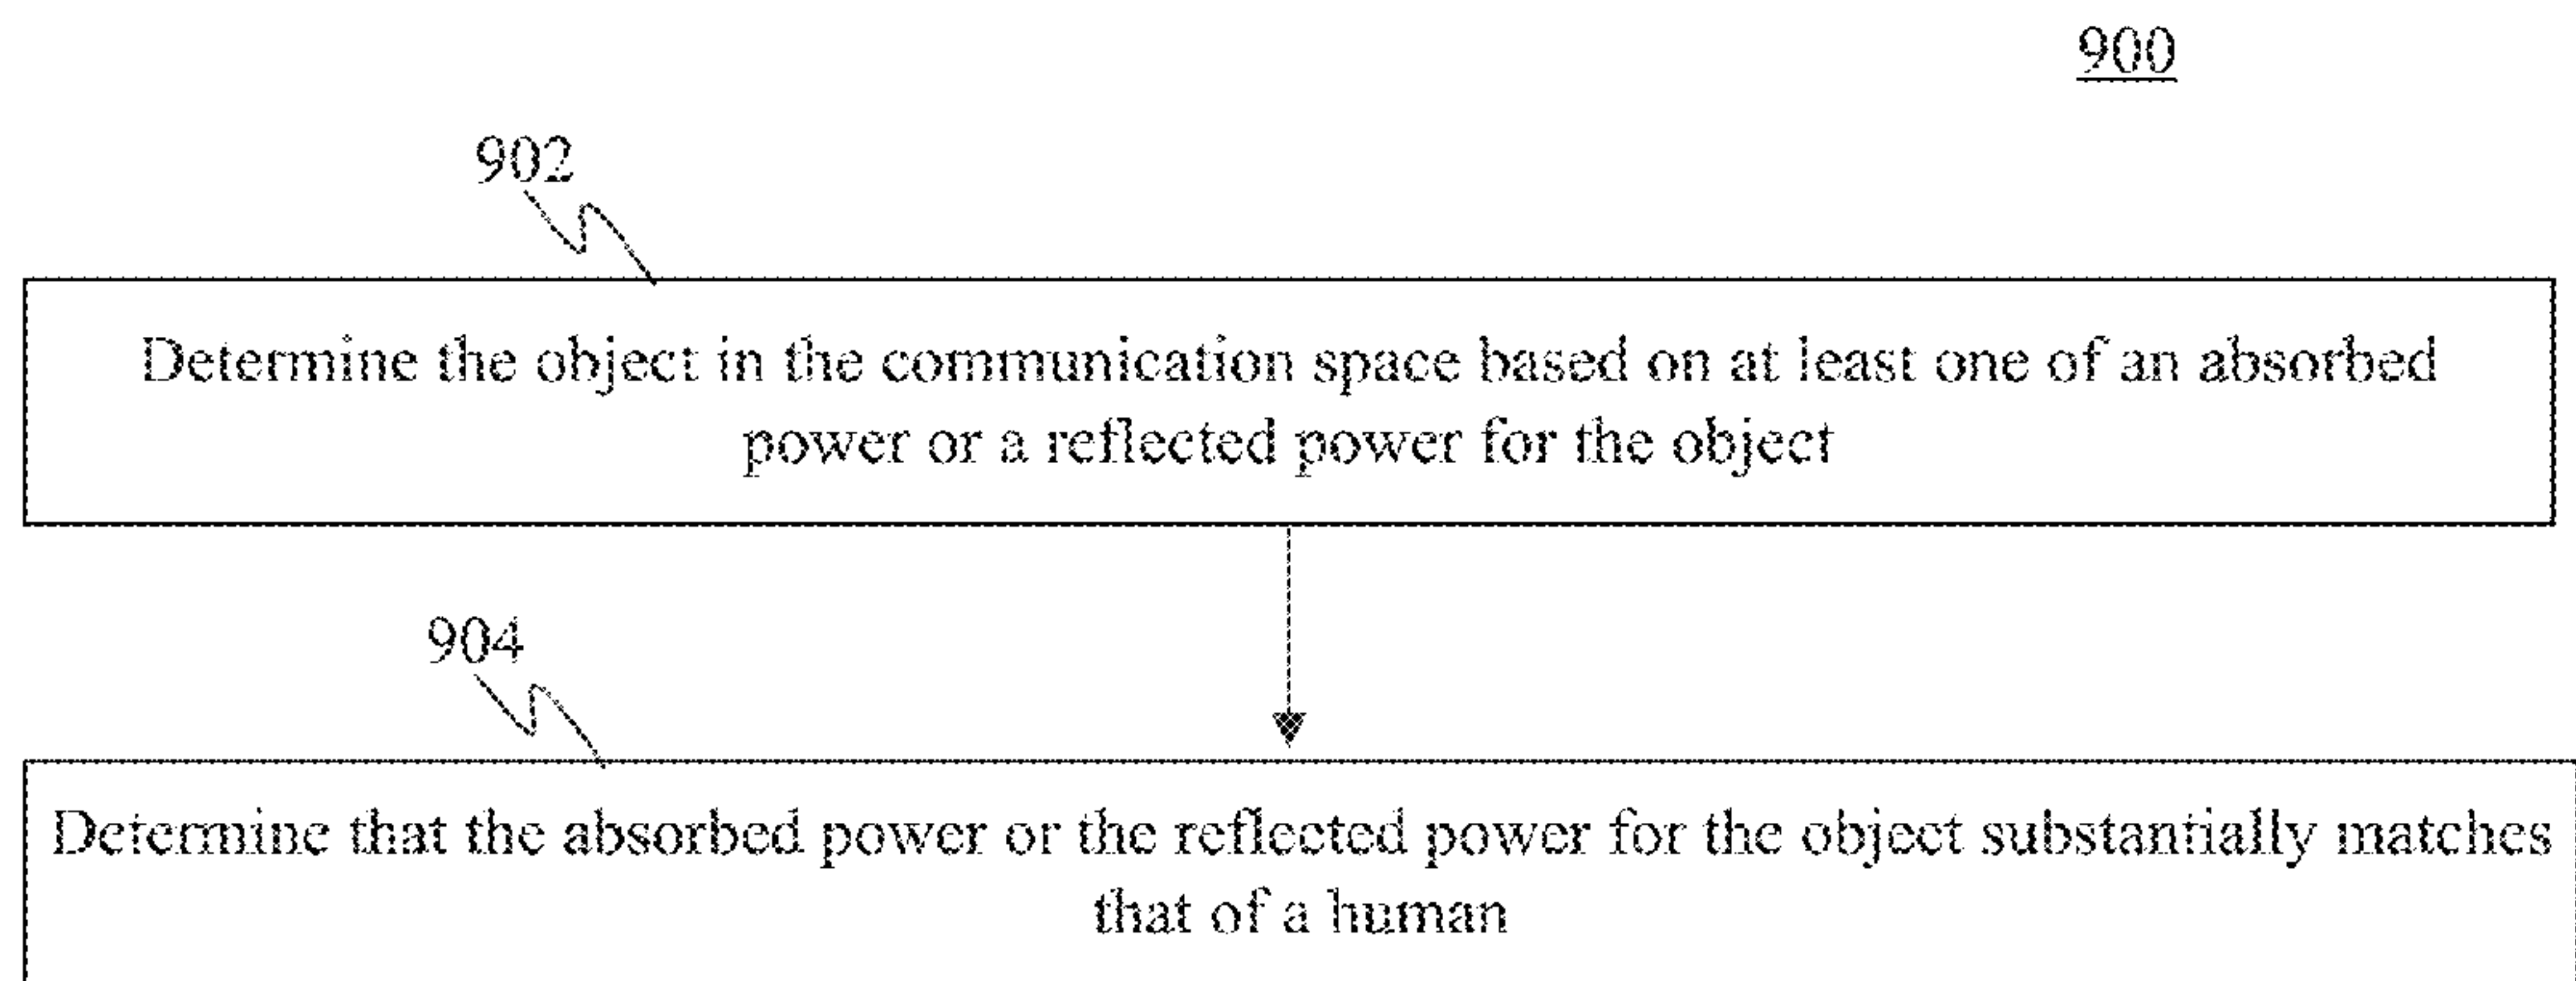 900
902
Determine the object in the communication space based on at least one of an absorbed
power or a reflected power for the object
904
Determine that the absorbed power or the reflected power for the object substantially matches
that of a human